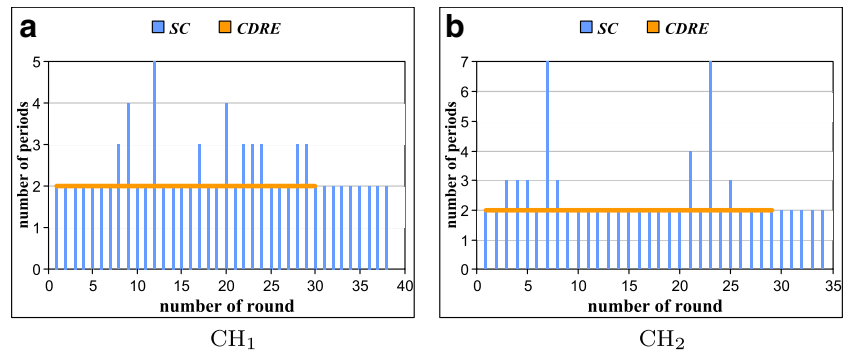 a
SC CDRE
number of periods
5
4
3
2
1
0
0 5 10 15 20 25 30 35 40
number of round
CH₁
b
SC CDRE
number of periods
7
6
5
4
3
2
1
0
0 5 10 15 20 25 30 35
number of round
CH₂